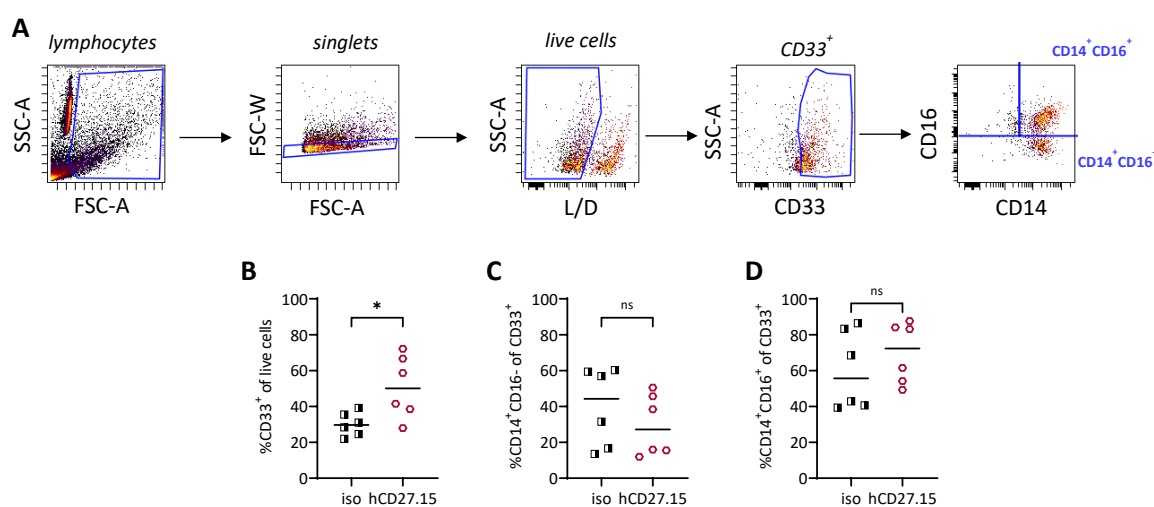 A
lymphocytes
singlets
live cells
CD33⁺
CD14⁺CD16⁺
SSC-A
FSC-W
SSC-A
SSC-A
CD16
CD14⁺CD16⁻
FSC-A
FSC-A
L/D
CD33
CD14
B
C
D
%CD33⁺ of live cells
100
80
60
40
20
0
*
iso hCD27.15
%CD14⁺CD16- of CD33⁺
100
80
60
40
20
0
ns
iso hCD27.15
%CD14⁺CD16⁺ of CD33⁺
100
80
60
40
20
0
ns
iso hCD27.15